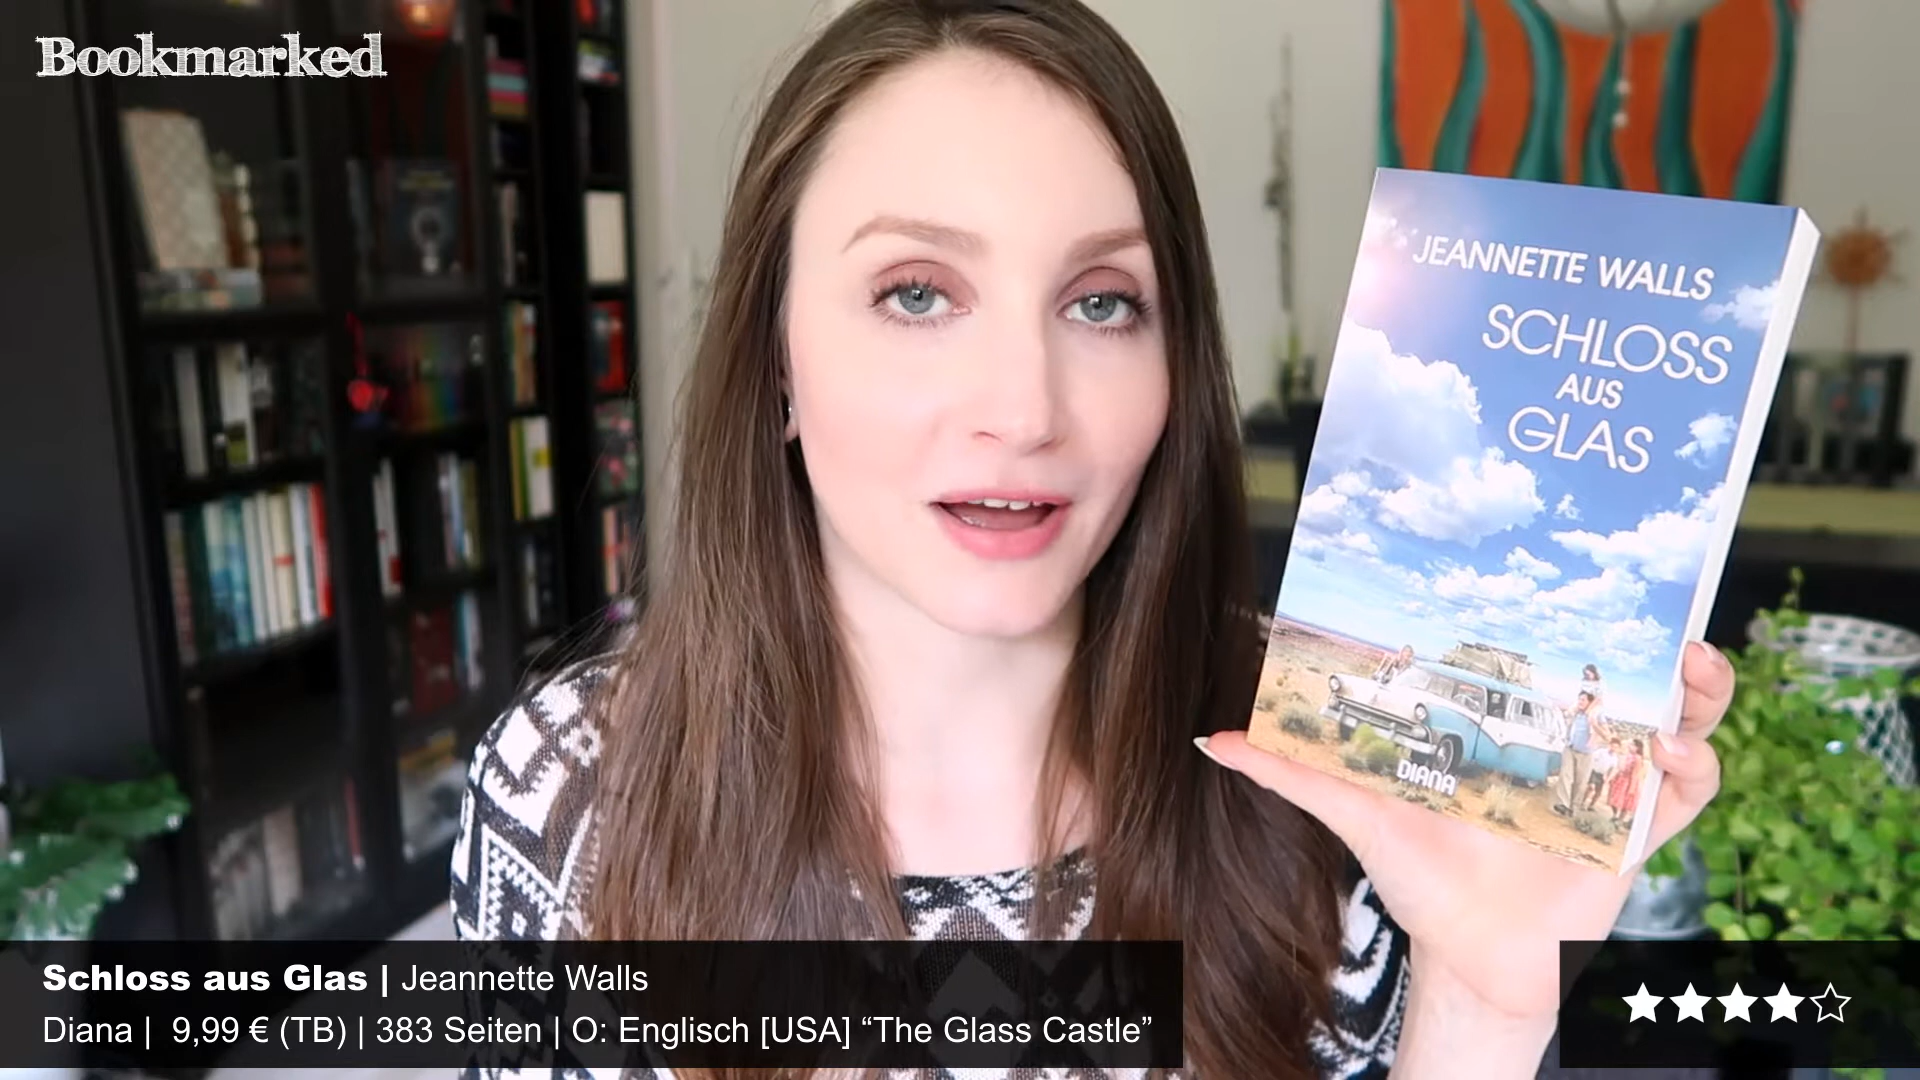 Bookmarked
JEANNETTE WALLS
SCHLOSS
AUS
GLAS
DIANA
Schloss aus Glas | Jeannette Walls
Diana | 9,99 € (TB) | 383 Seiten | O: Englisch [USA] “The Glass Castle”